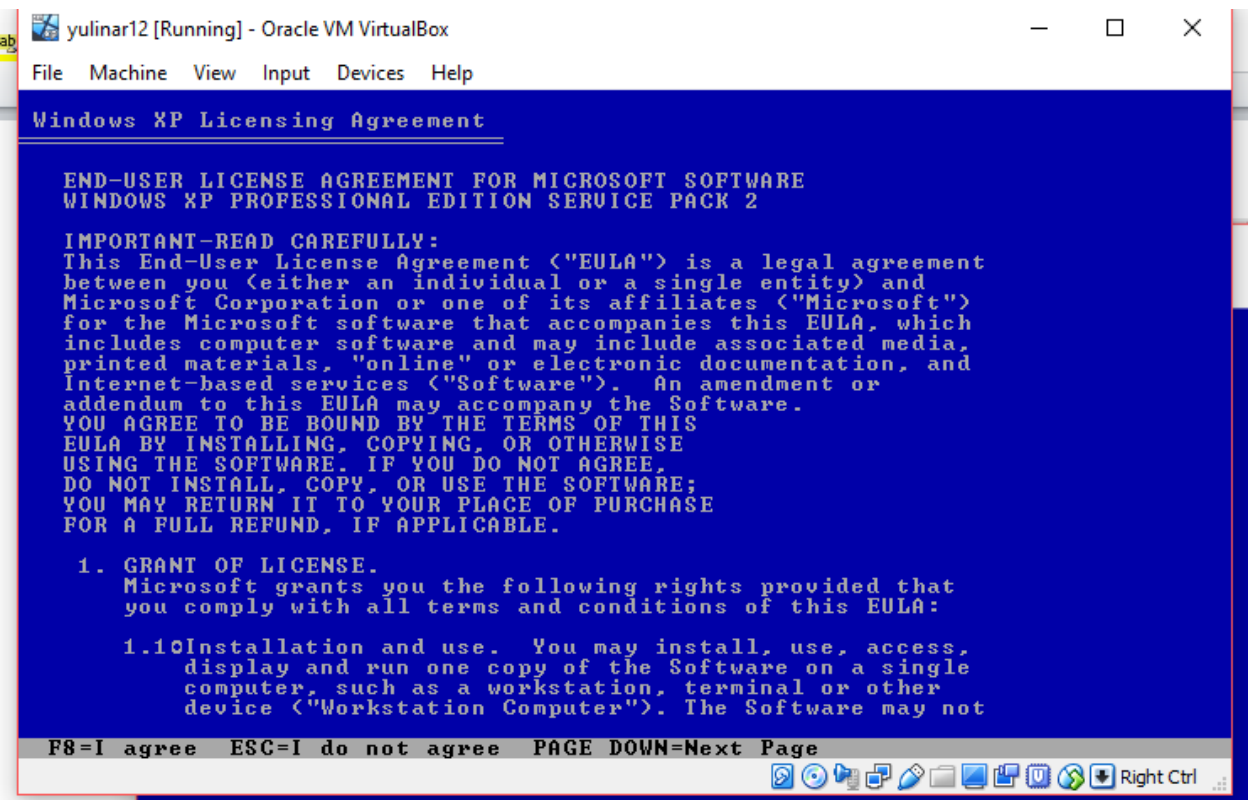 ab
yulinar12 [Running] - Oracle VM VirtualBox
File Machine View Input Devices Help
Windows XP Licensing Agreement
END-USER LICENSE AGREEMENT FOR MICROSOFT SOFTWARE
WINDOWS XP PROFESSIONAL EDITION SERVICE PACK 2
IMPORTANT-READ CAREFULLY:
This End-User License Agreement ("EULA") is a legal agreement
between you (either an individual or a single entity) and
Microsoft Corporation or one of its affiliates ("Microsoft")
for the Microsoft software that accompanies this EULA, which
includes computer software and may include associated media,
printed materials, "online" or electronic documentation, and
Internet-based services ("Software"). An amendment or
addendum to this EULA may accompany the Software.
YOU AGREE TO BE BOUND BY THE TERMS OF THIS
EULA BY INSTALLING, COPYING, OR OTHERWISE
USING THE SOFTWARE. IF YOU DO NOT AGREE,
DO NOT INSTALL, COPY, OR USE THE SOFTWARE;
YOU MAY RETURN IT TO YOUR PLACE OF PURCHASE
FOR A FULL REFUND, IF APPLICABLE.
1. GRANT OF LICENSE.
Microsoft grants you the following rights provided that
you comply with all terms and conditions of this EULA:
1.1 Installation and use. You may install, use, access,
display and run one copy of the Software on a single
computer, such as a workstation, terminal or other
device ("Workstation Computer"). The Software may not
F8=I agree ESC=I do not agree PAGE DOWN=Next Page
Right Ctrl